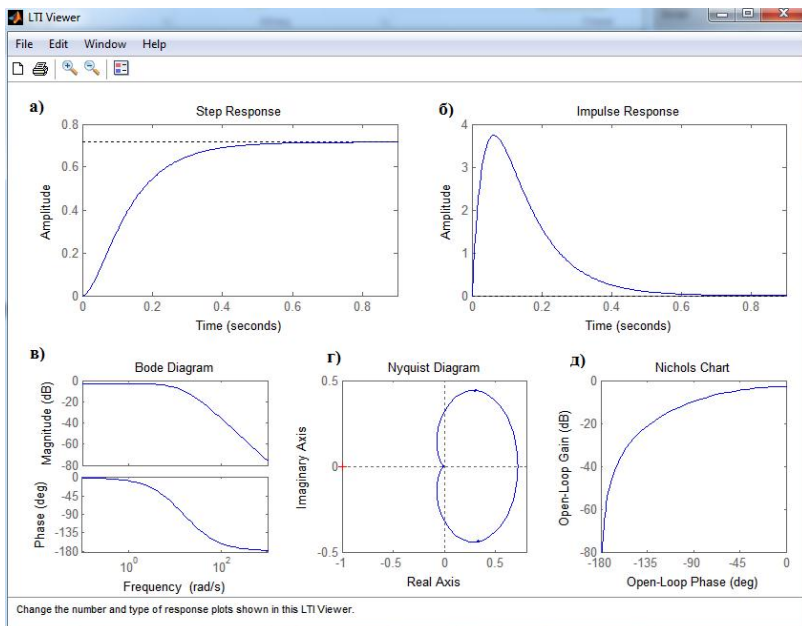 LTI Viewer
File Edit Window Help
а)
Step Response
Amplitude
0.8
0.6
0.4
0.2
0
0 0.2 0.4 0.6 0.8
Time (seconds)
б)
Impulse Response
Amplitude
4
3
2
1
0
0 0.2 0.4 0.6 0.8
Time (seconds)
в)
Bode Diagram
Magnitude (dB)
0
-20
-40
-60
-80
Phase (deg)
0
-45
-90
-135
-180
10^0 10^2
Frequency (rad/s)
г)
Nyquist Diagram
Imaginary Axis
0.5
0
-0.5
-1 -0.5 0 0.5
Real Axis
д)
Nichols Chart
Open-Loop Gain (dB)
0
-20
-40
-60
-80
-180 -135 -90 -45 0
Open-Loop Phase (deg)
Change the number and type of response plots shown in this LTI Viewer.